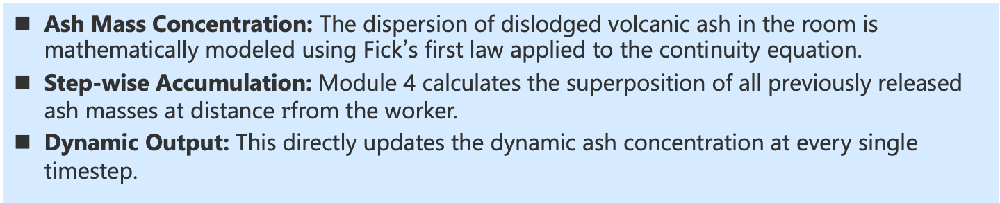 ■ Ash Mass Concentration: The dispersion of dislodged volcanic ash in the room is
mathematically modeled using Fick’s first law applied to the continuity equation.
■ Step-wise Accumulation: Module 4 calculates the superposition of all previously released
ash masses at distance rfrom the worker.
■ Dynamic Output: This directly updates the dynamic ash concentration at every single
timestep.